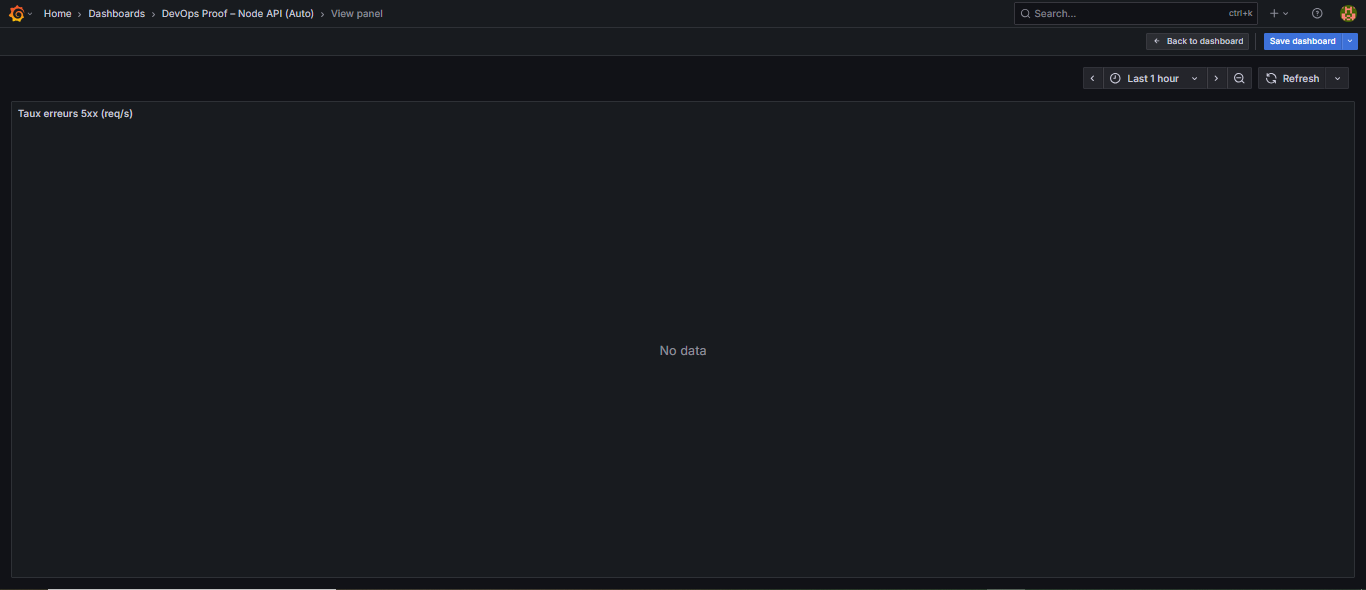 Home › Dashboards › DevOps Proof – Node API (Auto) › View panel
Search...
ctrl+k
Back to dashboard
Save dashboard
Last 1 hour
Refresh
Taux erreurs 5xx (req/s)
No data